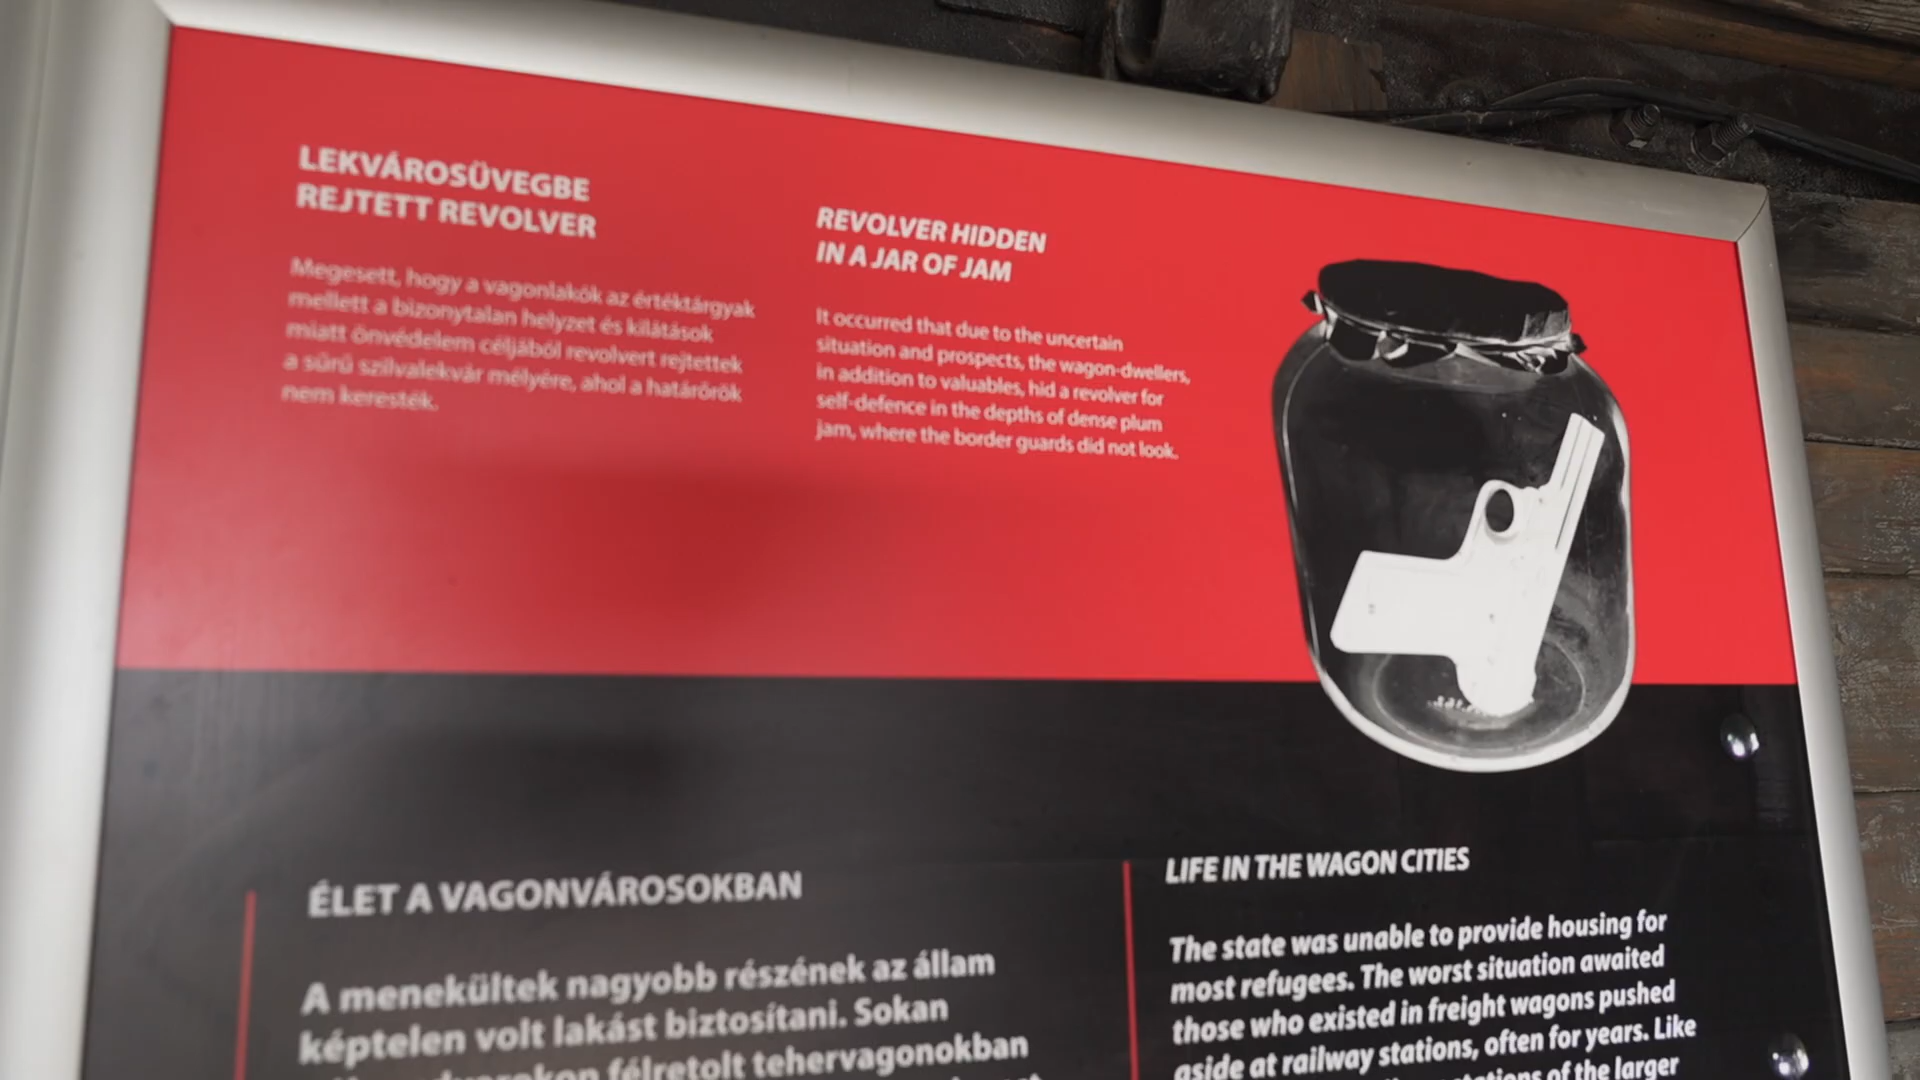 LEKVÁROSÜVEGBE
REJTETT REVOLVER
Megesett, hogy a vagonlakók az értéktárgyak
mellett a bizonytalan helyzet és kilátások
miatt önvédelem céljából revolvert rejtettek
a sűrű szilvalekvár mélyére, ahol a határőrök
nem keresték.
REVOLVER HIDDEN
IN A JAR OF JAM
It occurred that due to the uncertain
situation and prospects, the wagon-dwellers,
in addition to valuables, hid a revolver for
self-defence in the depths of dense plum
jam, where the border guards did not look.
ÉLET A VAGONVÁROSOKBAN
A menekültek nagyobb részének az állam
képtelen volt lakást biztosítani. Sokan
félretolt tehervagonokban
LIFE IN THE WAGON CITIES
The state was unable to provide housing for
most refugees. The worst situation awaited
those who existed in freight wagons pushed
aside at railway stations, often for years. Like
of the larger